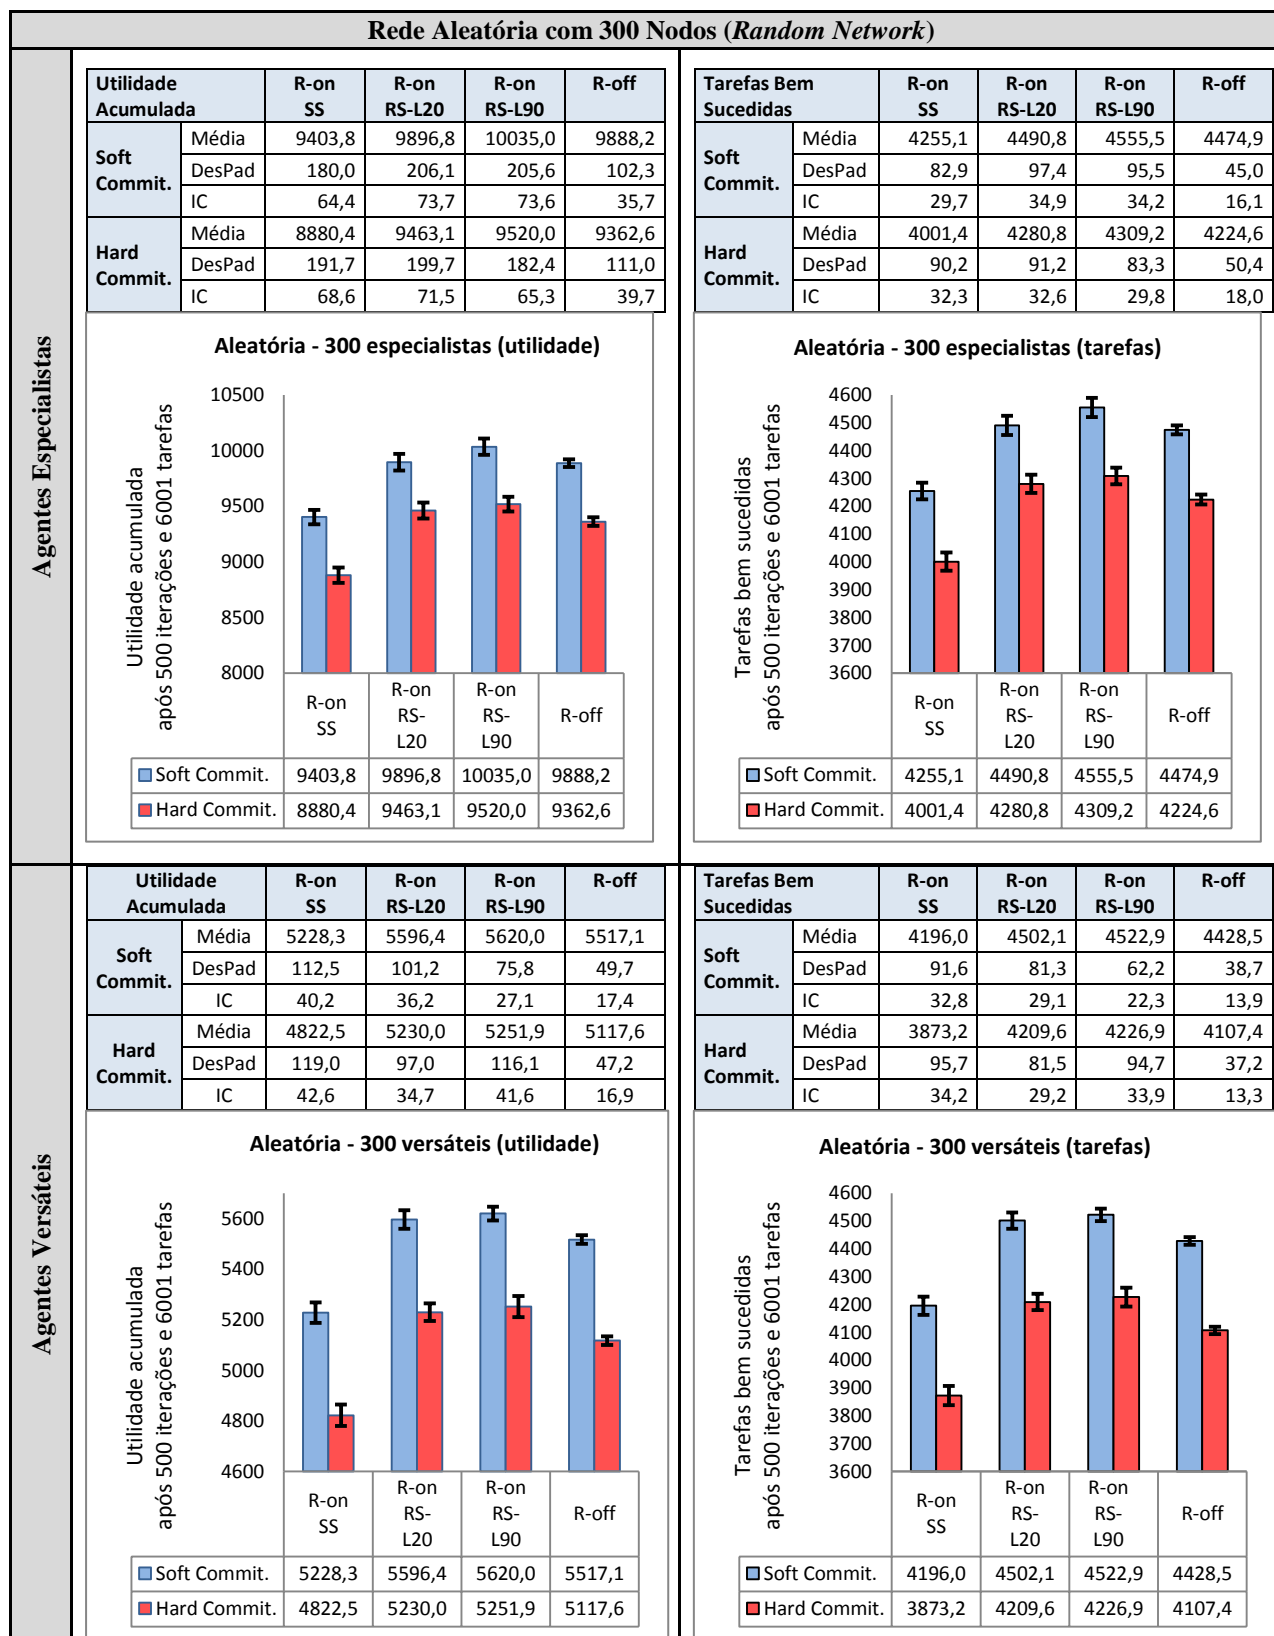 Rede Aleatória com 300 Nodos (Random Network)
Agentes Especialistas
Utilidade Acumulada R-on SS R-on RS-L20 R-on RS-L90 R-off
Soft Commit. Média 9403,8 9896,8 10035,0 9888,2
DesPad 180,0 206,1 205,6 102,3
IC 64,4 73,7 73,6 35,7
Hard Commit. Média 8880,4 9463,1 9520,0 9362,6
DesPad 191,7 199,7 182,4 111,0
IC 68,6 71,5 65,3 39,7
Aleatória - 300 especialistas (utilidade)
Utilidade acumulada
após 500 iterações e 6001 tarefas
10500
10000
9500
9000
8500
8000
R-on SS R-on RS-L20 R-on RS-L90 R-off
Soft Commit. 9403,8 9896,8 10035,0 9888,2
Hard Commit. 8880,4 9463,1 9520,0 9362,6
Tarefas Bem Sucedidas R-on SS R-on RS-L20 R-on RS-L90 R-off
Soft Commit. Média 4255,1 4490,8 4555,5 4474,9
DesPad 82,9 97,4 95,5 45,0
IC 29,7 34,9 34,2 16,1
Hard Commit. Média 4001,4 4280,8 4309,2 4224,6
DesPad 90,2 91,2 83,3 50,4
IC 32,3 32,6 29,8 18,0
Aleatória - 300 especialistas (tarefas)
Tarefas bem sucedidas
após 500 iterações e 6001 tarefas
4600
4500
4400
4300
4200
4100
4000
3900
3800
3700
3600
R-on SS R-on RS-L20 R-on RS-L90 R-off
Soft Commit. 4255,1 4490,8 4555,5 4474,9
Hard Commit. 4001,4 4280,8 4309,2 4224,6
Agentes Versáteis
Utilidade Acumulada R-on SS R-on RS-L20 R-on RS-L90 R-off
Soft Commit. Média 5228,3 5596,4 5620,0 5517,1
DesPad 112,5 101,2 75,8 49,7
IC 40,2 36,2 27,1 17,4
Hard Commit. Média 4822,5 5230,0 5251,9 5117,6
DesPad 119,0 97,0 116,1 47,2
IC 42,6 34,7 41,6 16,9
Aleatória - 300 versáteis (utilidade)
Utilidade acumulada
após 500 iterações e 6001 tarefas
5600
5400
5200
5000
4800
4600
R-on SS R-on RS-L20 R-on RS-L90 R-off
Soft Commit. 5228,3 5596,4 5620,0 5517,1
Hard Commit. 4822,5 5230,0 5251,9 5117,6
Tarefas Bem Sucedidas R-on SS R-on RS-L20 R-on RS-L90 R-off
Soft Commit. Média 4196,0 4502,1 4522,9 4428,5
DesPad 91,6 81,3 62,2 38,7
IC 32,8 29,1 22,3 13,9
Hard Commit. Média 3873,2 4209,6 4226,9 4107,4
DesPad 95,7 81,5 94,7 37,2
IC 34,2 29,2 33,9 13,3
Aleatória - 300 versáteis (tarefas)
Tarefas bem sucedidas
após 500 iterações e 6001 tarefas
4600
4500
4400
4300
4200
4100
4000
3900
3800
3700
3600
R-on SS R-on RS-L20 R-on RS-L90 R-off
Soft Commit. 4196,0 4502,1 4522,9 4428,5
Hard Commit. 3873,2 4209,6 4226,9 4107,4